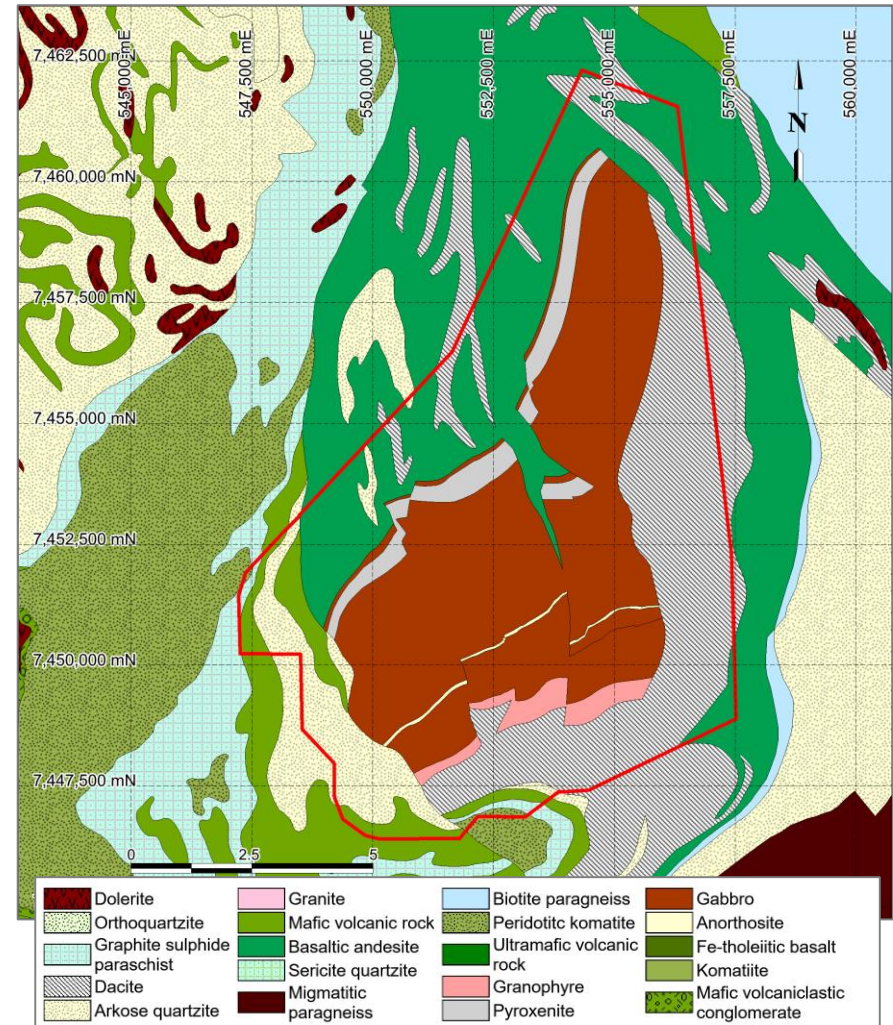 545,000 mE
547,500 mE
550,000 mE
552,500 mE
555,000 mE
557,500 mE
560,000 mE
7,462,500 mN
N
7,460,000 mN
7,457,500 mN
7,455,000 mN
7,452,500 mN
7,450,000 mN
7,447,500 mN
0 2.5 5
Dolerite
Orthoquartzite
Graphite sulphide
paraschist
Dacite
Arkose quartzite
Granite
Mafic volcanic rock
Basaltic andesite
Sericite quartzite
Migmatitic
paragneiss
Biotite paragneiss
Peridotitc komatite
Ultramafic volcanic
rock
Granophyre
Pyroxenite
Gabbro
Anorthosite
Fe-tholeiitic basalt
Komatiite
Mafic volcaniclastic
conglomerate